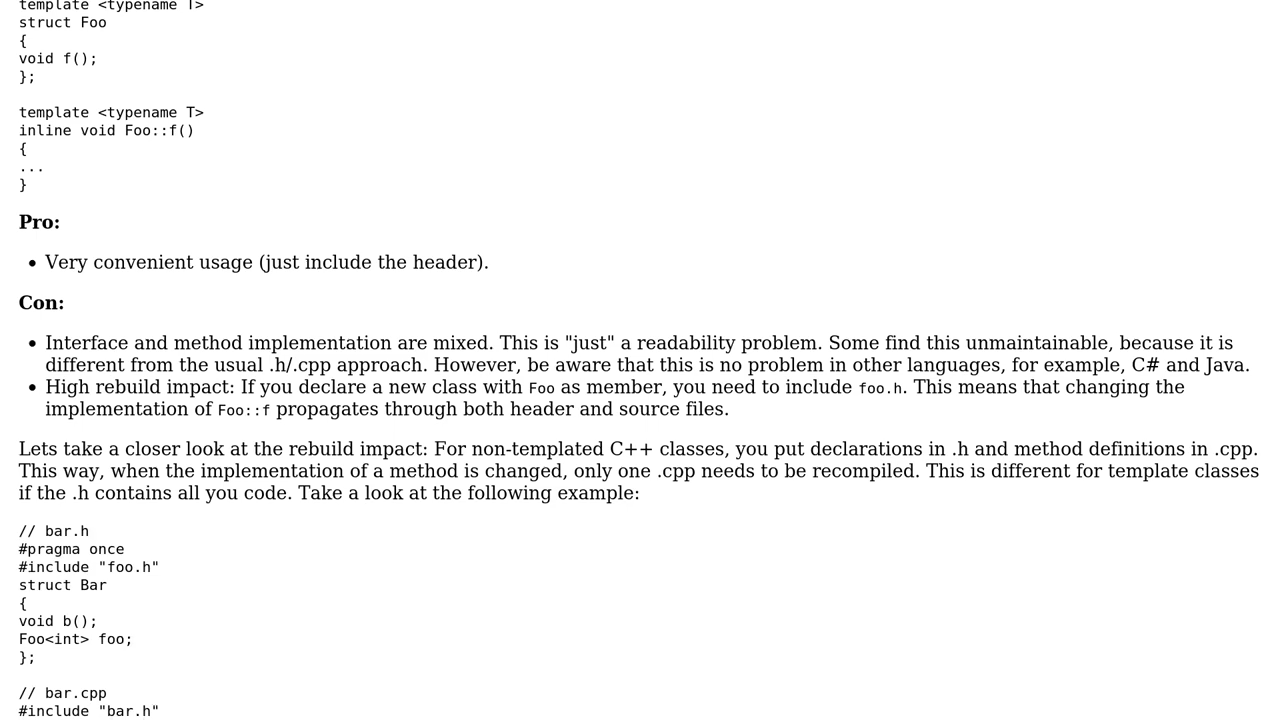 template <typename T>
struct Foo
{
void f();
};
template <typename T>
inline void Foo::f()
{
...
}
Pro:
• Very convenient usage (just include the header).
Con:
• Interface and method implementation are mixed. This is "just" a readability problem. Some find this unmaintainable, because it is
different from the usual .h/.cpp approach. However, be aware that this is no problem in other languages, for example, C# and Java.
• High rebuild impact: If you declare a new class with Foo as member, you need to include foo.h. This means that changing the
implementation of Foo::f propagates through both header and source files.
Lets take a closer look at the rebuild impact: For non-templated C++ classes, you put declarations in .h and method definitions in .cpp.
This way, when the implementation of a method is changed, only one .cpp needs to be recompiled. This is different for template classes
if the .h contains all you code. Take a look at the following example:
// bar.h
#pragma once
#include "foo.h"
struct Bar
{
void b();
Foo<int> foo;
};
// bar.cpp
#include "bar.h"